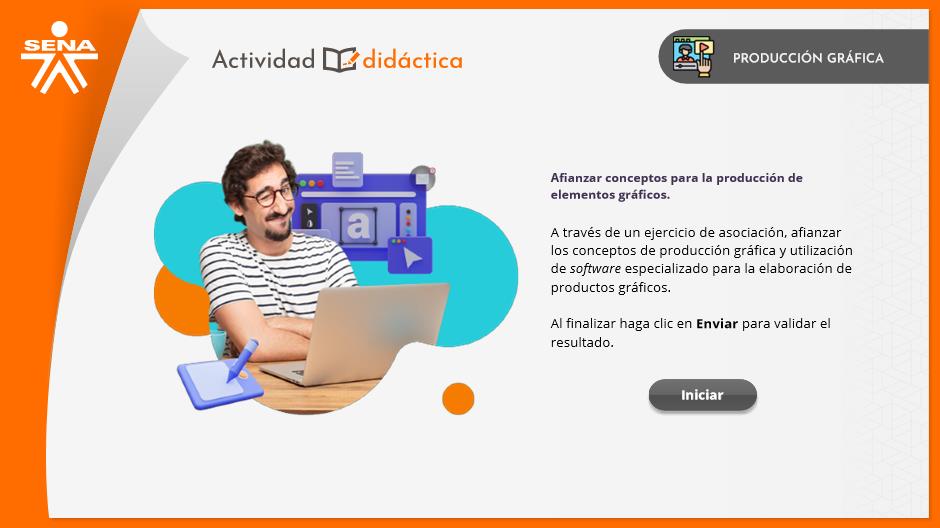 SENA
Actividad didáctica
PRODUCCIÓN GRÁFICA
a
Afianzar conceptos para la producción de
elementos gráficos.
A través de un ejercicio de asociación, afianzar
los conceptos de producción gráfica y utilización
de software especializado para la elaboración de
productos gráficos.
Al finalizar haga clic en Enviar para validar el
resultado.
Iniciar